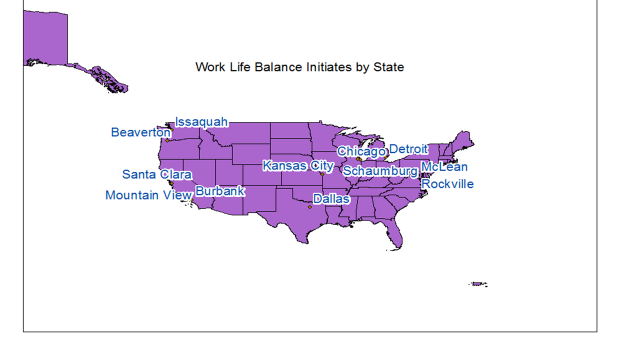 Work Life Balance Initiates by State
Issaquah
Beaverton
Chicago
Detroit
Kansas City
Schaumburg
McLean
Santa Clara
Rockville
Mountain View
Burbank
Dallas